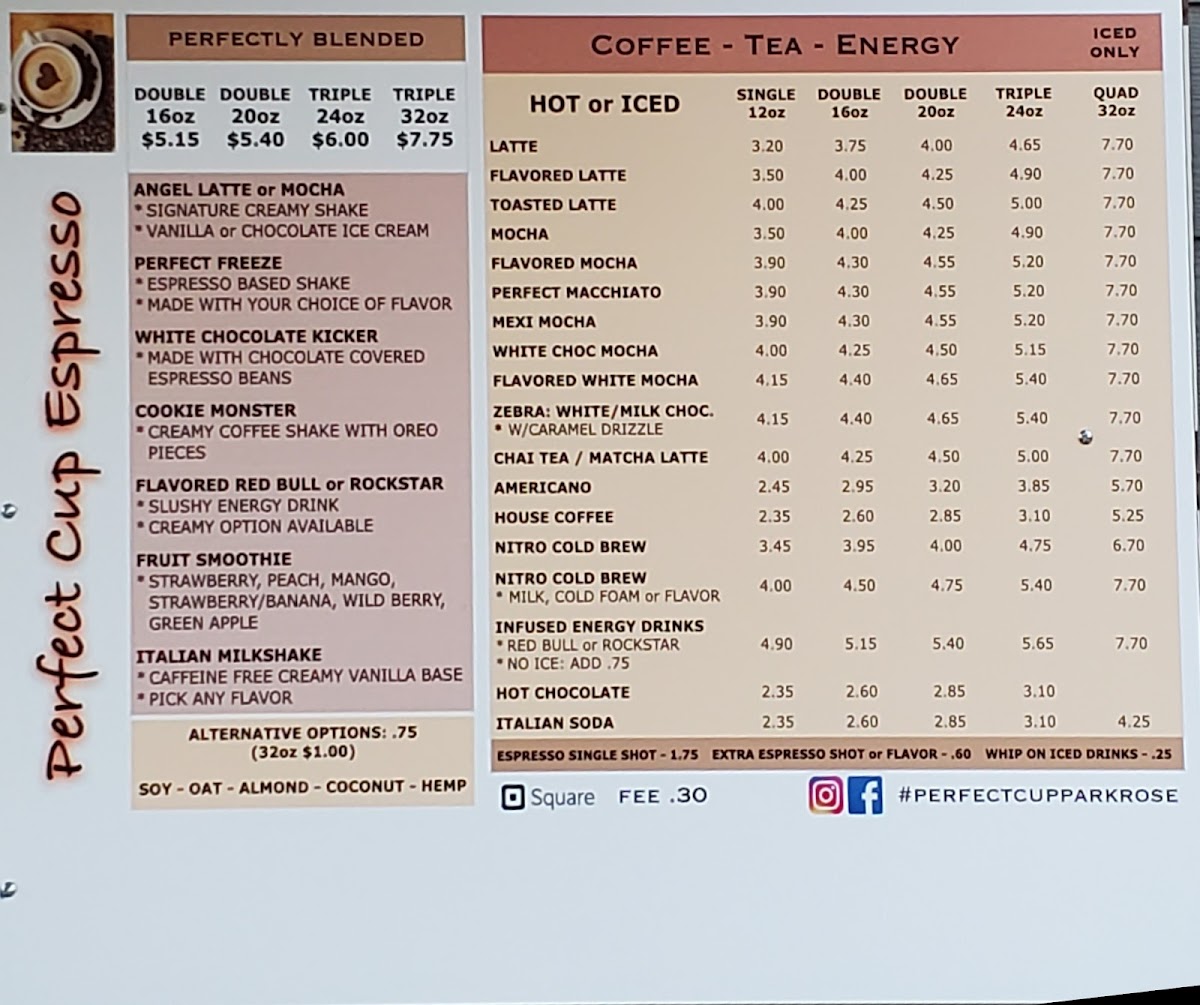 Perfect Cup Espresso
PERFECTLY BLENDED
DOUBLE DOUBLE TRIPLE TRIPLE
16oz 20oz 24oz 32oz
$5.15 $5.40 $6.00 $7.75
ANGEL LATTE or MOCHA
* SIGNATURE CREAMY SHAKE
* VANILLA or CHOCOLATE ICE CREAM
PERFECT FREEZE
* ESPRESSO BASED SHAKE
* MADE WITH YOUR CHOICE OF FLAVOR
WHITE CHOCOLATE KICKER
* MADE WITH CHOCOLATE COVERED
ESPRESSO BEANS
COOKIE MONSTER
* CREAMY COFFEE SHAKE WITH OREO
PIECES
FLAVORED RED BULL or ROCKSTAR
* SLUSHY ENERGY DRINK
* CREAMY OPTION AVAILABLE
FRUIT SMOOTHIE
* STRAWBERRY, PEACH, MANGO,
STRAWBERRY/BANANA, WILD BERRY,
GREEN APPLE
ITALIAN MILKSHAKE
* CAFFEINE FREE CREAMY VANILLA BASE
* PICK ANY FLAVOR
ALTERNATIVE OPTIONS: .75
(32oz $1.00)
SOY - OAT - ALMOND - COCONUT - HEMP
COFFEE - TEA - ENERGY
ICED
ONLY
HOT or ICED
SINGLE DOUBLE DOUBLE TRIPLE QUAD
12oz 16oz 20oz 24oz 32oz
LATTE 3.20 3.75 4.00 4.65 7.70
FLAVORED LATTE 3.50 4.00 4.25 4.90 7.70
TOASTED LATTE 4.00 4.25 4.50 5.00 7.70
MOCHA 3.50 4.00 4.25 4.90 7.70
FLAVORED MOCHA 3.90 4.30 4.55 5.20 7.70
PERFECT MACCHIATO 3.90 4.30 4.55 5.20 7.70
MEXI MOCHA 3.90 4.30 4.55 5.20 7.70
WHITE CHOC MOCHA 4.00 4.25 4.50 5.15 7.70
FLAVORED WHITE MOCHA 4.15 4.40 4.65 5.40 7.70
ZEBRA: WHITE/MILK CHOC. 4.15 4.40 4.65 5.40 7.70
* W/CARAMEL DRIZZLE
CHAI TEA / MATCHA LATTE 4.00 4.25 4.50 5.00 7.70
AMERICANO 2.45 2.95 3.20 3.85 5.70
HOUSE COFFEE 2.35 2.60 2.85 3.10 5.25
NITRO COLD BREW 3.45 3.95 4.00 4.75 6.70
NITRO COLD BREW 4.00 4.50 4.75 5.40 7.70
* MILK, COLD FOAM or FLAVOR
INFUSED ENERGY DRINKS
* RED BULL or ROCKSTAR 4.90 5.15 5.40 5.65 7.70
* NO ICE: ADD .75
HOT CHOCOLATE 2.35 2.60 2.85 3.10
ITALIAN SODA 2.35 2.60 2.85 3.10 4.25
ESPRESSO SINGLE SHOT - 1.75 EXTRA ESPRESSO SHOT or FLAVOR - .60 WHIP ON ICED DRINKS - .25
Square FEE .30 #PERFECTCUPPARKROSE